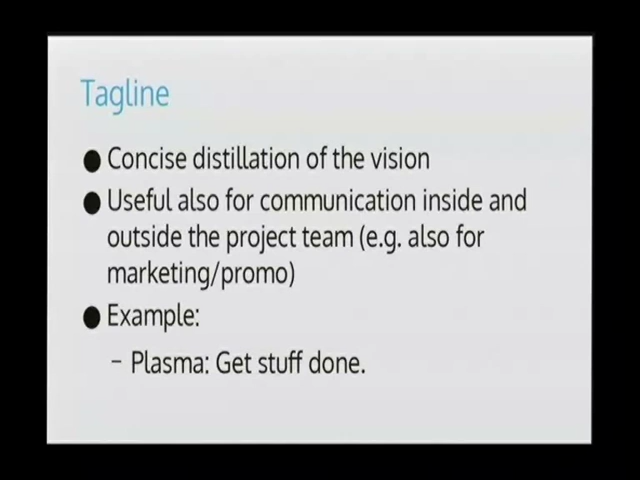 Tagline
● Concise distillation of the vision
● Useful also for communication inside and
outside the project team (e.g. also for
marketing/promo)
● Example:
– Plasma: Get stuff done.